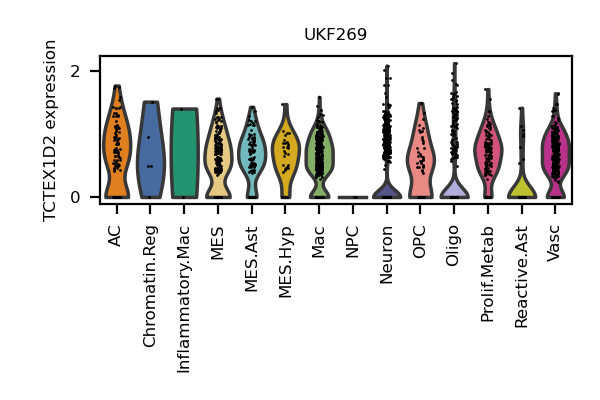 UKF269
TCTEX1D2 expression
2
0
AC
Chromatin.Reg
Inflammatory.Mac
MES
MES.Ast
MES.Hyp
Mac
NPC
Neuron
OPC
Oligo
Prolif.Metab
Reactive.Ast
Vasc